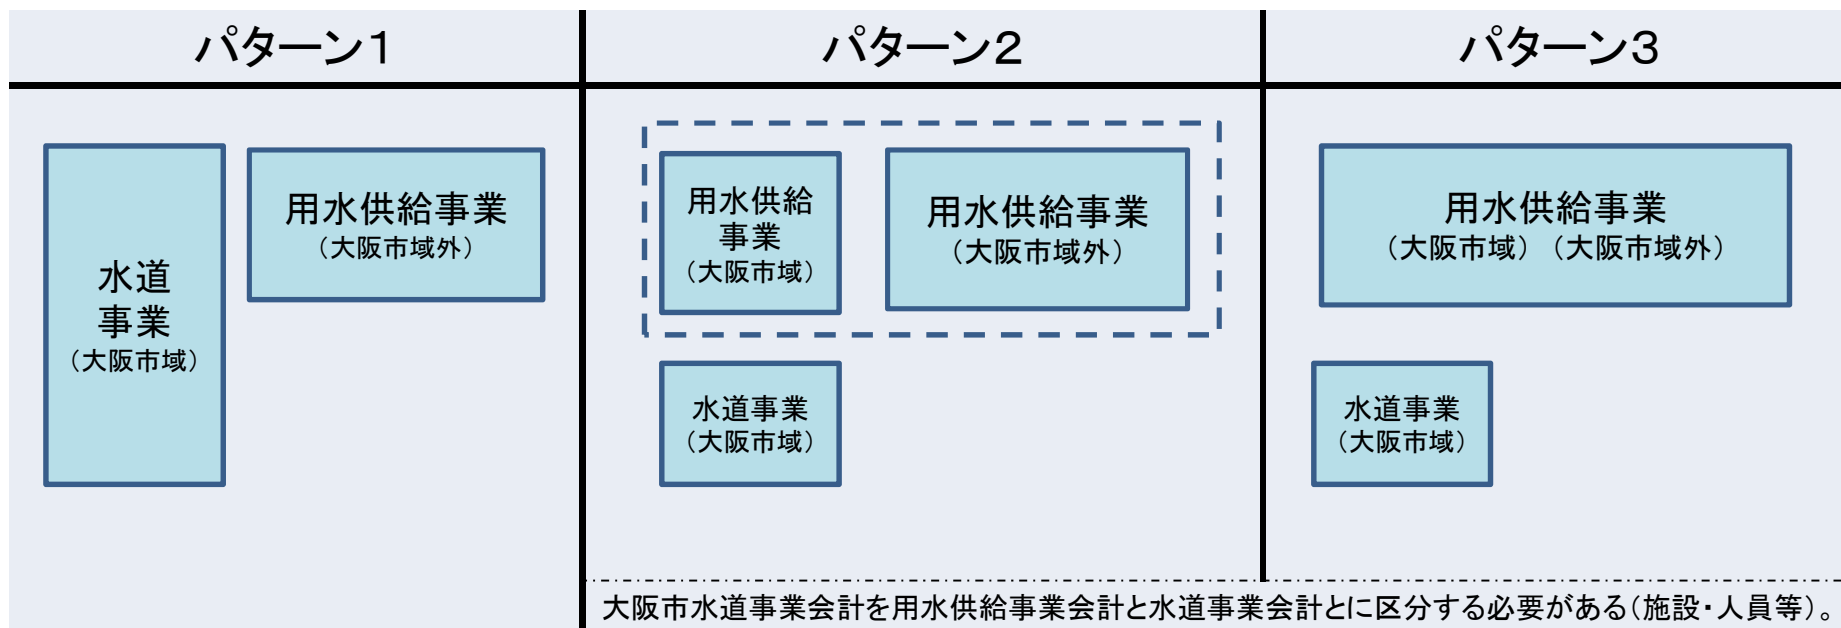 パターン１
パターン２
パターン３
水道
事業
（大阪市域）
用水供給事業
（大阪市域外）
用水供給
事業
（大阪市域）
用水供給事業
（大阪市域外）
水道事業
（大阪市域）
用水供給事業
（大阪市域）（大阪市域外）
水道事業
（大阪市域）
大阪市水道事業会計を用水供給事業会計と水道事業会計とに区分する必要がある（施設・人員等）。